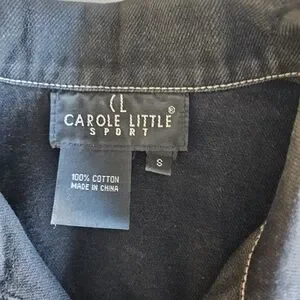 CL
CAROLE LITTLE®
SPORT
S
100% COTTON
MADE IN CHINA